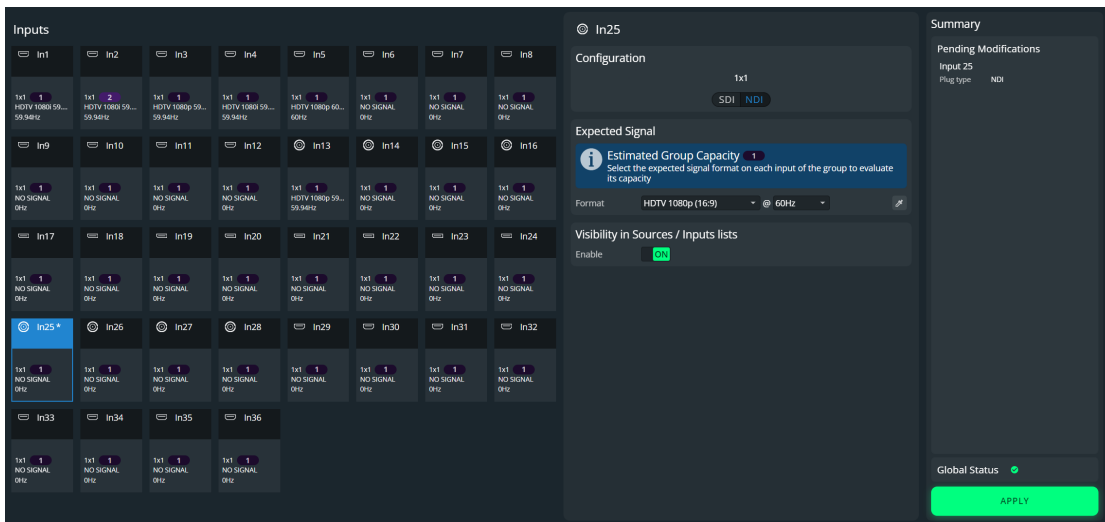 Inputs
In1 In2 In3 In4 In5 In6 In7 In8
1x1 1 1x1 2 1x1 1 1x1 1 1x1 1 1x1 1 1x1 1 1x1 1
HDTV 1080i 59.... HDTV 1080i 59.... HDTV 1080p 59... HDTV 1080i 59.... HDTV 1080p 60... NO SIGNAL NO SIGNAL NO SIGNAL
59.94Hz 59.94Hz 59.94Hz 59.94Hz 60Hz 0Hz 0Hz 0Hz
In9 In10 In11 In12 In13 In14 In15 In16
1x1 1 1x1 1 1x1 1 1x1 1 1x1 1 1x1 1 1x1 1 1x1 1
NO SIGNAL NO SIGNAL NO SIGNAL NO SIGNAL HDTV 1080p 59... NO SIGNAL NO SIGNAL NO SIGNAL
0Hz 0Hz 0Hz 0Hz 59.94Hz 0Hz 0Hz 0Hz
In17 In18 In19 In20 In21 In22 In23 In24
1x1 1 1x1 1 1x1 1 1x1 1 1x1 1 1x1 1 1x1 1 1x1 1
NO SIGNAL NO SIGNAL NO SIGNAL NO SIGNAL NO SIGNAL NO SIGNAL NO SIGNAL NO SIGNAL
0Hz 0Hz 0Hz 0Hz 0Hz 0Hz 0Hz 0Hz
In25 * In26 In27 In28 In29 In30 In31 In32
1x1 1 1x1 1 1x1 1 1x1 1 1x1 1 1x1 1 1x1 1 1x1 1
NO SIGNAL NO SIGNAL NO SIGNAL NO SIGNAL NO SIGNAL NO SIGNAL NO SIGNAL NO SIGNAL
0Hz 0Hz 0Hz 0Hz 0Hz 0Hz 0Hz 0Hz
In33 In34 In35 In36
1x1 1 1x1 1 1x1 1 1x1 1
NO SIGNAL NO SIGNAL NO SIGNAL NO SIGNAL
0Hz 0Hz 0Hz 0Hz
In25
Configuration
1x1
SDI NDI
Expected Signal
Estimated Group Capacity 1
Select the expected signal format on each input of the group to evaluate
its capacity
Format HDTV 1080p (16:9) @ 60Hz
Visibility in Sources / Inputs lists
Enable ON
Summary
Pending Modifications
Input 25
Plug type NDI
Global Status
APPLY